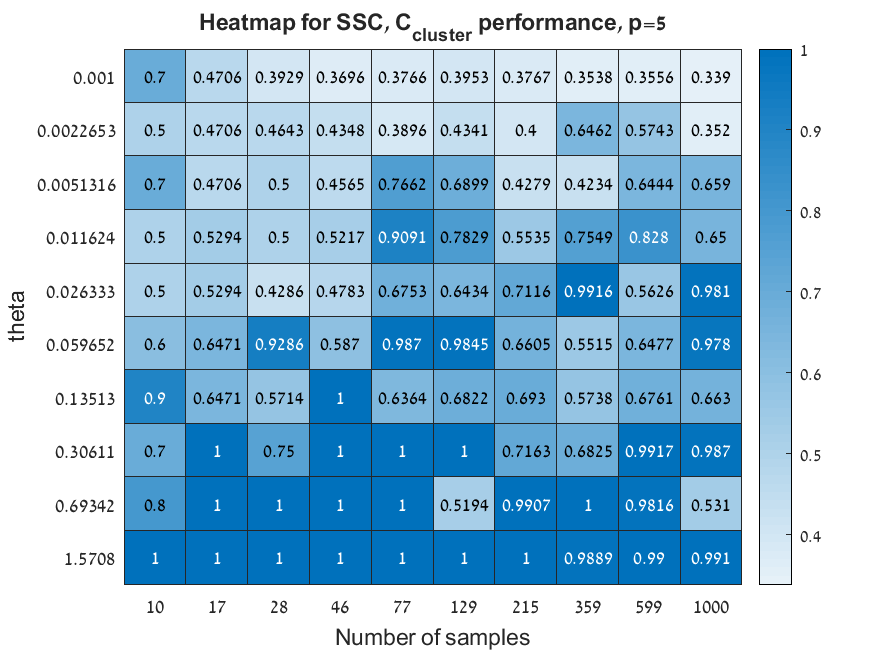 Heatmap for SSC, C_cluster performance, p=5
0.001 0.7 0.4706 0.3929 0.3696 0.3766 0.3953 0.3767 0.3538 0.3556 0.339
0.0022653 0.5 0.4706 0.4643 0.4348 0.3896 0.4341 0.4 0.6462 0.5743 0.352
0.0051316 0.7 0.4706 0.5 0.4565 0.7662 0.6899 0.4279 0.4234 0.6444 0.659
0.011624 0.5 0.5294 0.5 0.5217 0.9091 0.7829 0.5535 0.7549 0.828 0.65
0.026333 0.5 0.5294 0.4286 0.4783 0.6753 0.6434 0.7116 0.9916 0.5626 0.981
0.059652 0.6 0.6471 0.9286 0.587 0.987 0.9845 0.6605 0.5515 0.6477 0.978
0.13513 0.9 0.6471 0.5714 1 0.6364 0.6822 0.693 0.5738 0.6761 0.663
0.30611 0.7 1 0.75 1 1 1 0.7163 0.6825 0.9917 0.987
0.69342 0.8 1 1 1 1 0.5194 0.9907 1 0.9816 0.531
1.5708 1 1 1 1 1 1 1 0.9889 0.99 0.991
10 17 28 46 77 129 215 359 599 1000
Number of samples
theta
1
0.9
0.8
0.7
0.6
0.5
0.4